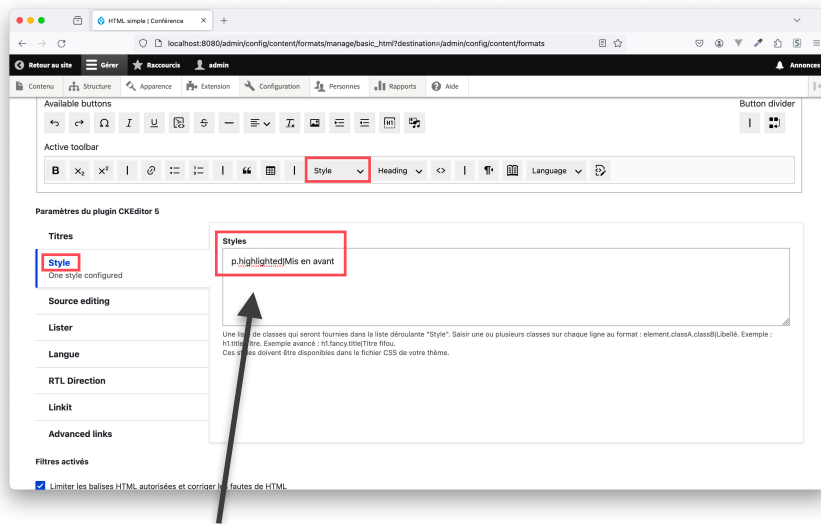 HTML simple | Conférence
localhost:8080/admin/config/content/formats/manage/basic_html?destination=/admin/config/content/formats
Retour au site Gérer Raccourcis admin Annonces
Contenu Structure Apparence Extension Configuration Personnes Rapports Aide
Available buttons Button divider
Active toolbar
B x₂ x² Style Heading <> Language
Paramètres du plugin CKEditor 5
Titres
Style
One style configured
Source editing
Lister
Langue
RTL Direction
Linkit
Advanced links
Styles
p.highlighted|Mis en avant
Une liste de classes qui seront fournies dans la liste déroulante "Style". Saisir une ou plusieurs classes sur chaque ligne au format : element.classA.classB|Libellé. Exemple :
h1.title|Titre. Exemple avancé : h1.fancy.title|Titre fifou.
Ces styles doivent être disponibles dans le fichier CSS de votre thème.
Filtres activés
Limiter les balises HTML autorisées et corriger les fautes de HTML